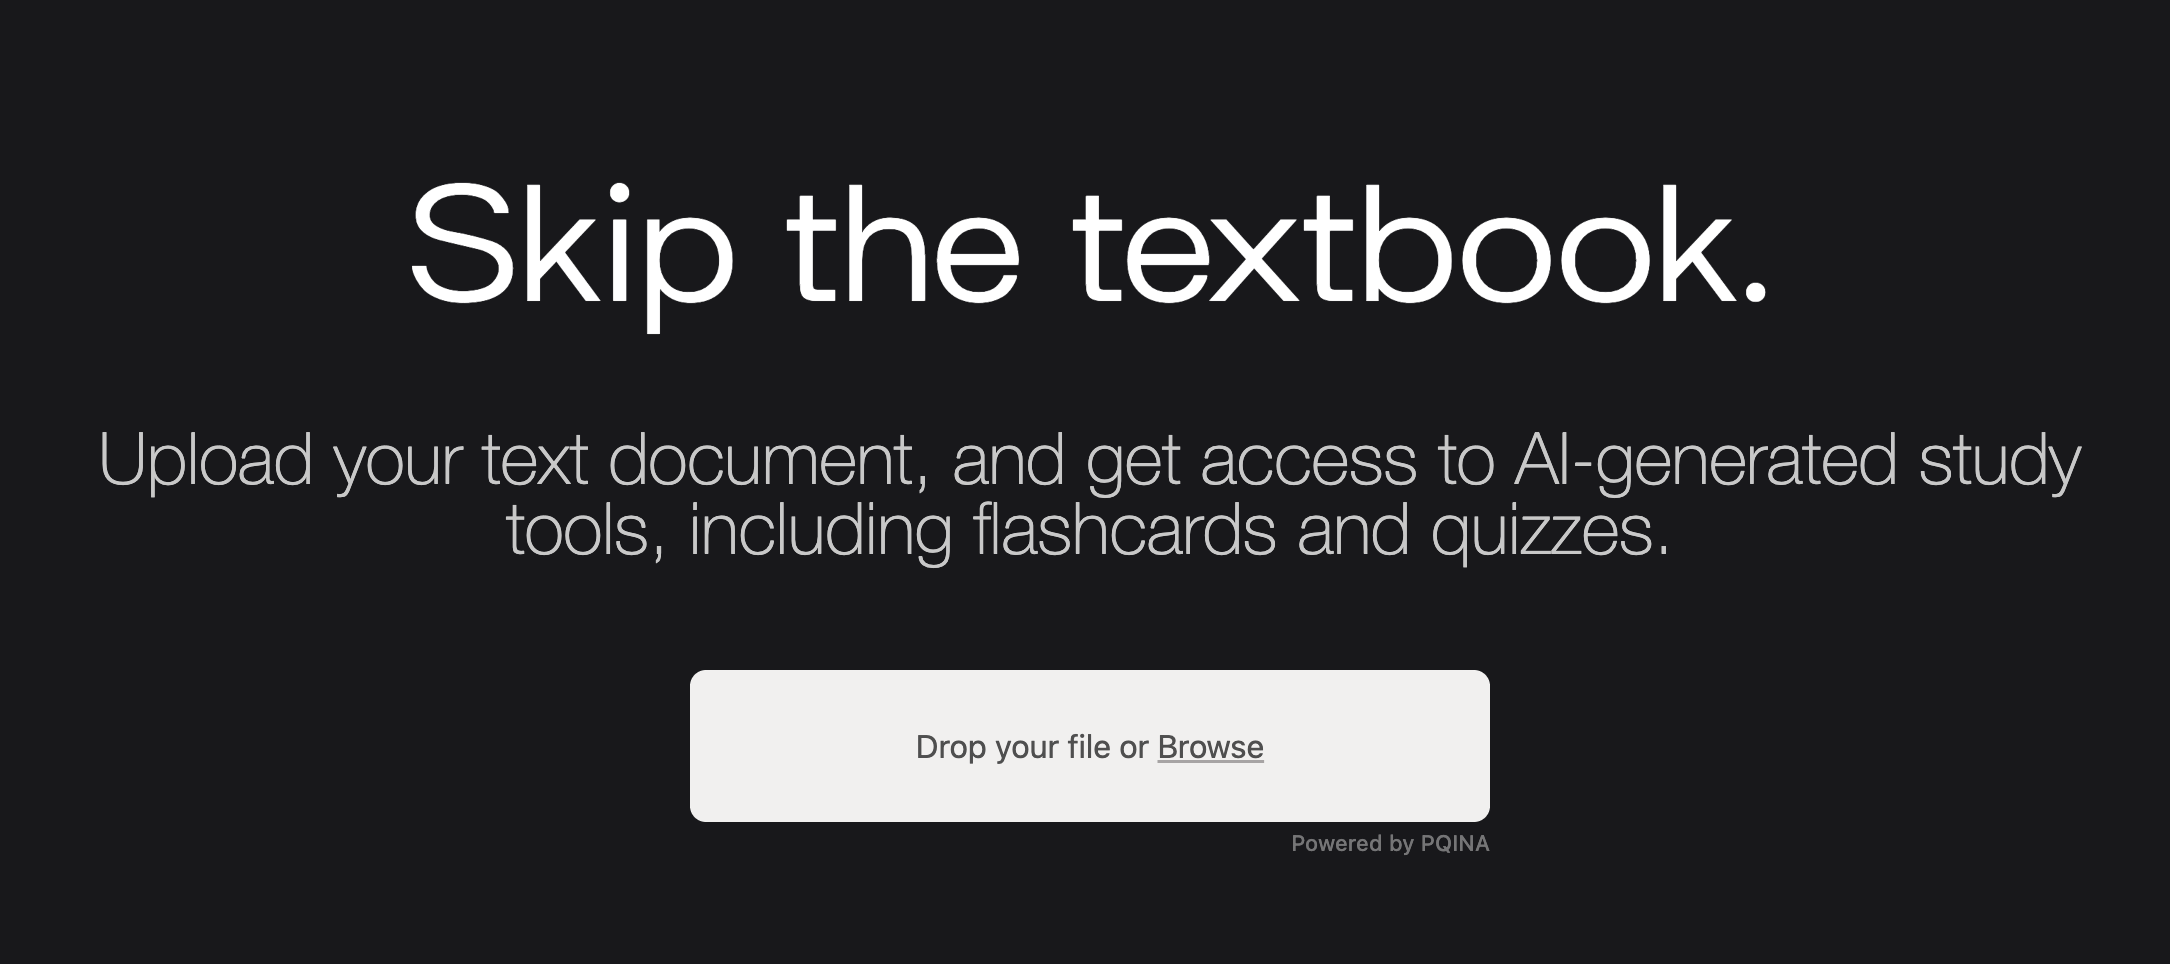 Skip the textbook.
Upload your text document, and get access to AI-generated study
tools, including flashcards and quizzes.
Drop your file or Browse
Powered by PQINA